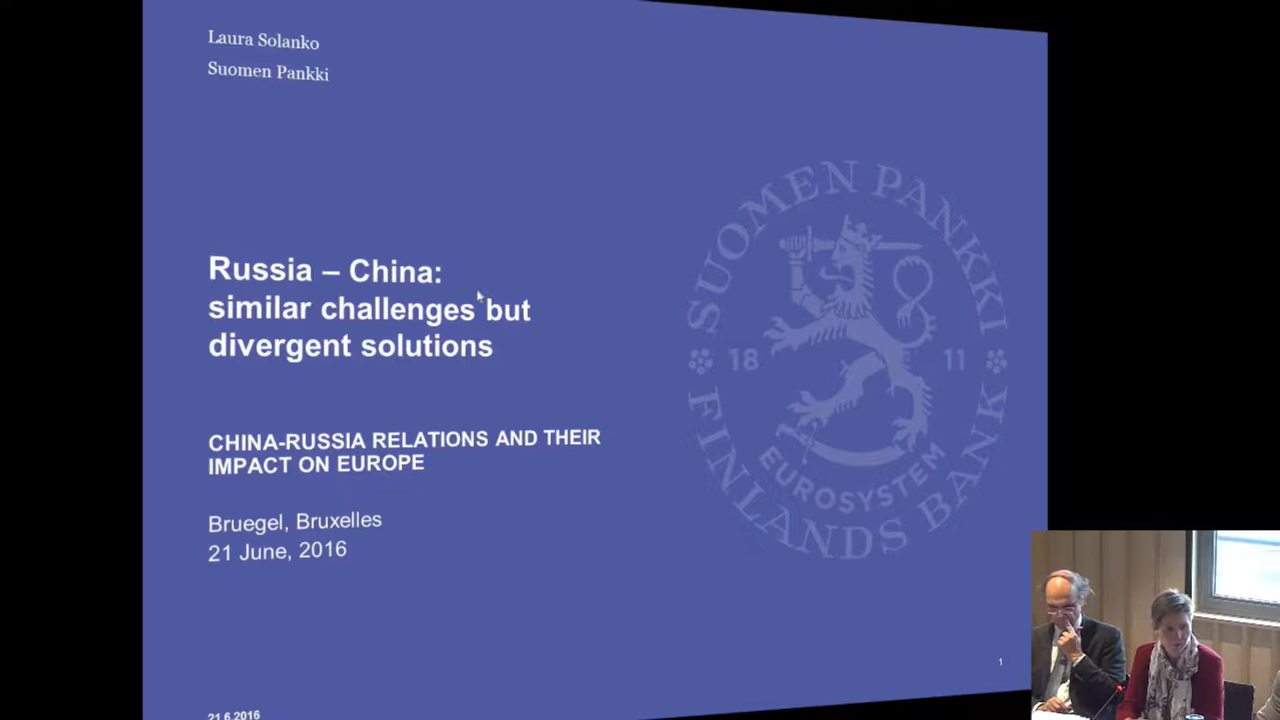 Laura Solanko
Suomen Pankki
Russia – China:
similar challenges but
divergent solutions
CHINA-RUSSIA RELATIONS AND THEIR
IMPACT ON EUROPE
Bruegel, Bruxelles
21 June, 2016
SUOMEN PANKKI
18 11
EUROSYSTEM
FINLANDS BANK
1
21.6.2016